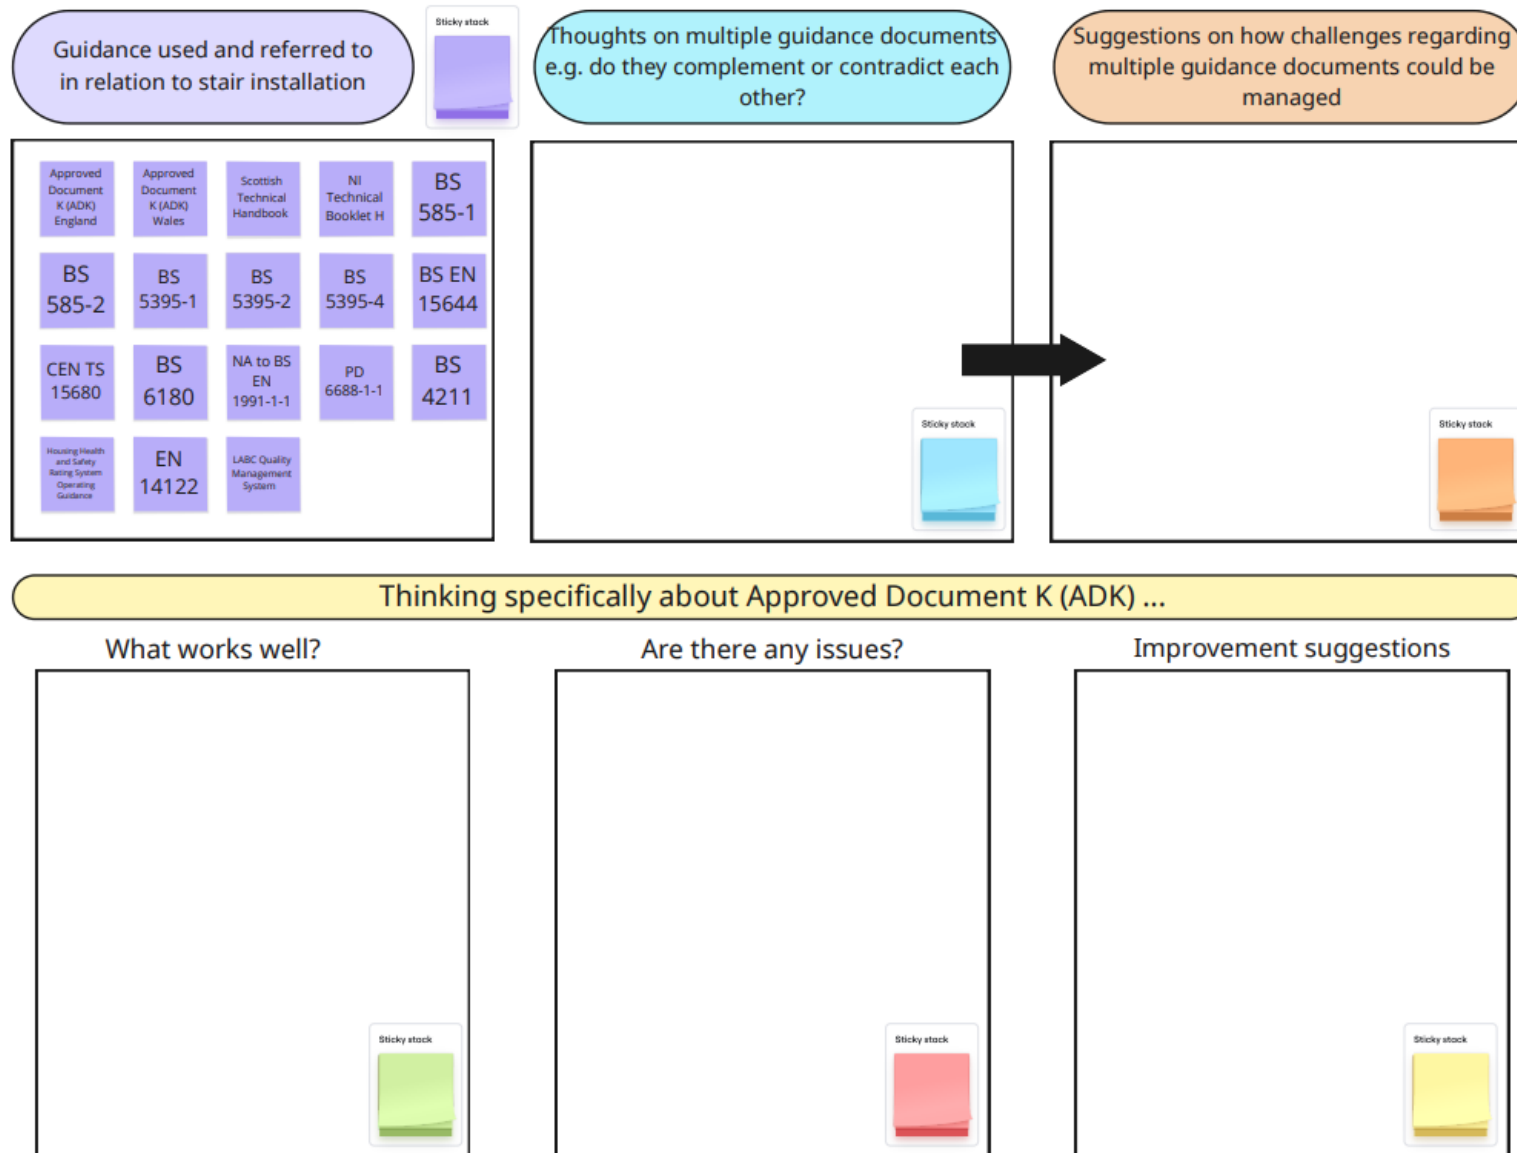 Guidance used and referred to
in relation to stair installation
Sticky stack
Thoughts on multiple guidance documents
e.g. do they complement or contradict each
other?
Suggestions on how challenges regarding
multiple guidance documents could be
managed
Approved
Document
K (ADK)
England
Approved
Document
K (ADK)
Wales
Scottish
Technical
Handbook
NI
Technical
Booklet H
BS
585-1
BS
585-2
BS
5395-1
BS
5395-2
BS
5395-4
BS EN
15644
CEN TS
15680
BS
6180
NA to BS
EN
1991-1-1
PD
6688-1-1
BS
4211
Housing Health
and Safety
Rating System
Operating
Guidance
EN
14122
LABC Quality
Management
System
Sticky stack
Sticky stack
Thinking specifically about Approved Document K (ADK) ...
What works well?
Are there any issues?
Improvement suggestions
Sticky stack
Sticky stack
Sticky stack